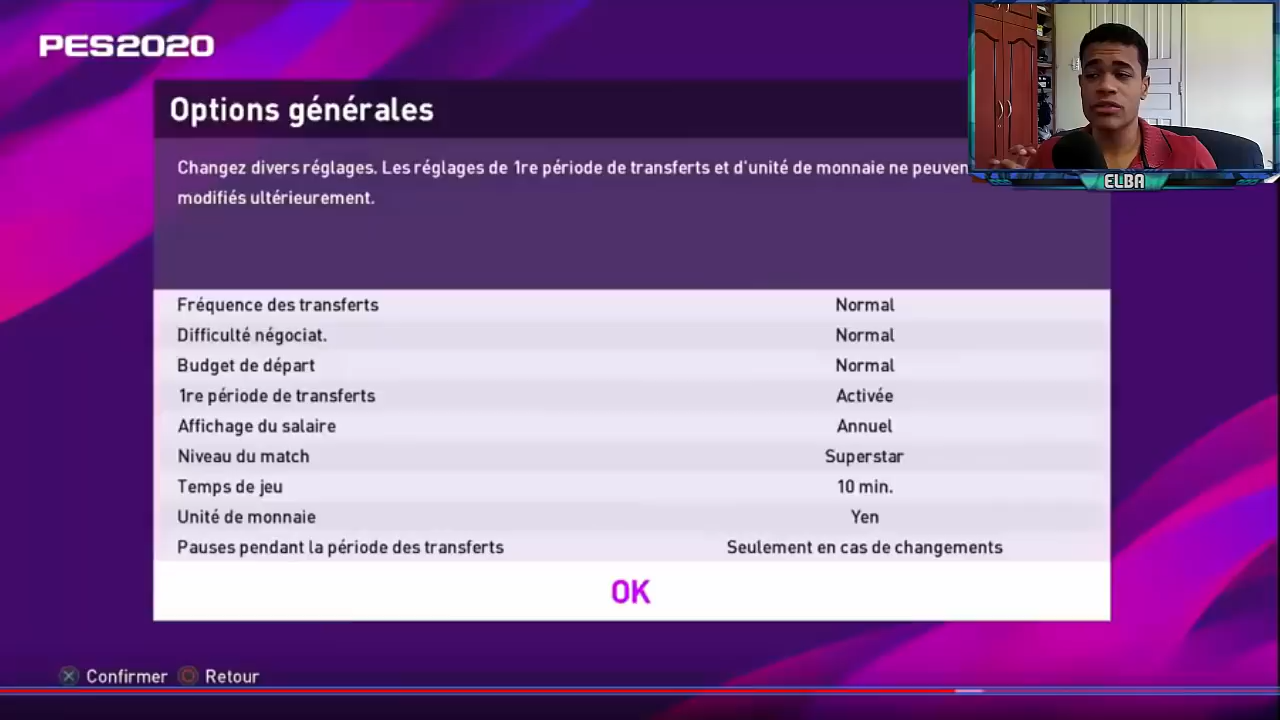 PES2020
Options générales
Changez divers réglages. Les réglages de 1re période de transferts et d'unité de monnaie ne peuven
modifiés ultérieurement.
ELBA
Fréquence des transferts Normal
Difficulté négociat. Normal
Budget de départ Normal
1re période de transferts Activée
Affichage du salaire Annuel
Niveau du match Superstar
Temps de jeu 10 min.
Unité de monnaie Yen
Pauses pendant la période des transferts Seulement en cas de changements
OK
Confirmer Retour